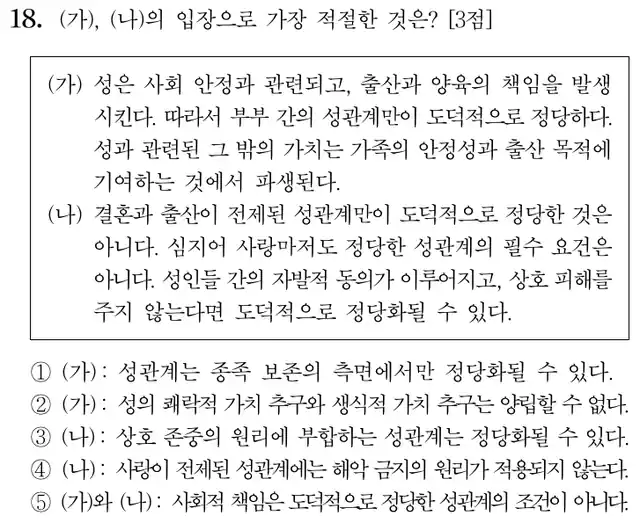 18. (가), (나)의 입장으로 가장 적절한 것은? [3점]
(가) 성은 사회 안정과 관련되고, 출산과 양육의 책임을 발생
시킨다. 따라서 부부 간의 성관계만이 도덕적으로 정당하다.
성과 관련된 그 밖의 가치는 가족의 안정성과 출산 목적에
기여하는 것에서 파생된다.
(나) 결혼과 출산이 전제된 성관계만이 도덕적으로 정당한 것은
아니다. 심지어 사랑마저도 정당한 성관계의 필수 요건은
아니다. 성인들 간의 자발적 동의가 이루어지고, 상호 피해를
주지 않는다면 도덕적으로 정당화될 수 있다.
① (가): 성관계는 종족 보존의 측면에서만 정당화될 수 있다.
② (가): 성의 쾌락적 가치 추구와 생식적 가치 추구는 양립할 수 없다.
③ (나): 상호 존중의 원리에 부합하는 성관계는 정당화될 수 있다.
④ (나): 사랑이 전제된 성관계에는 해악 금지의 원리가 적용되지 않는다.
⑤ (가)와 (나): 사회적 책임은 도덕적으로 정당한 성관계의 조건이 아니다.